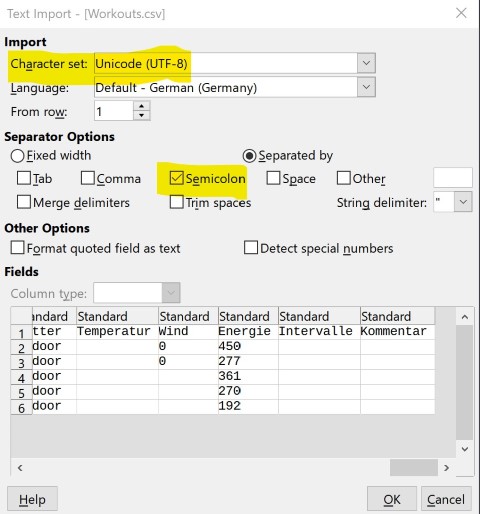 Text Import - [Workouts.csv]
Import
Character set: Unicode (UTF-8)
Language: Default - German (Germany)
From row: 1
Separator Options
Fixed width Separated by
Tab Comma Semicolon Space Other
Merge delimiters Trim spaces String delimiter: "
Other Options
Format quoted field as text Detect special numbers
Fields
Column type:
andard Standard Standard Standard Standard Standard
1 tter Temperatur Wind Energie Intervalle Kommentar
2 door 0 450
3 door 0 277
4 door 361
5 door 270
6 door 192
Help OK Cancel